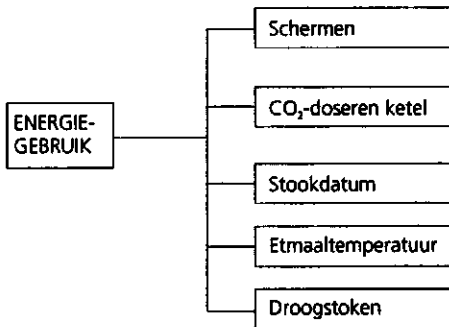 Schermen
CO₂-doseren ketel
ENERGIE-
GEBRUIK
Stookdatum
Etmaaltemperatuur
Droogstoken